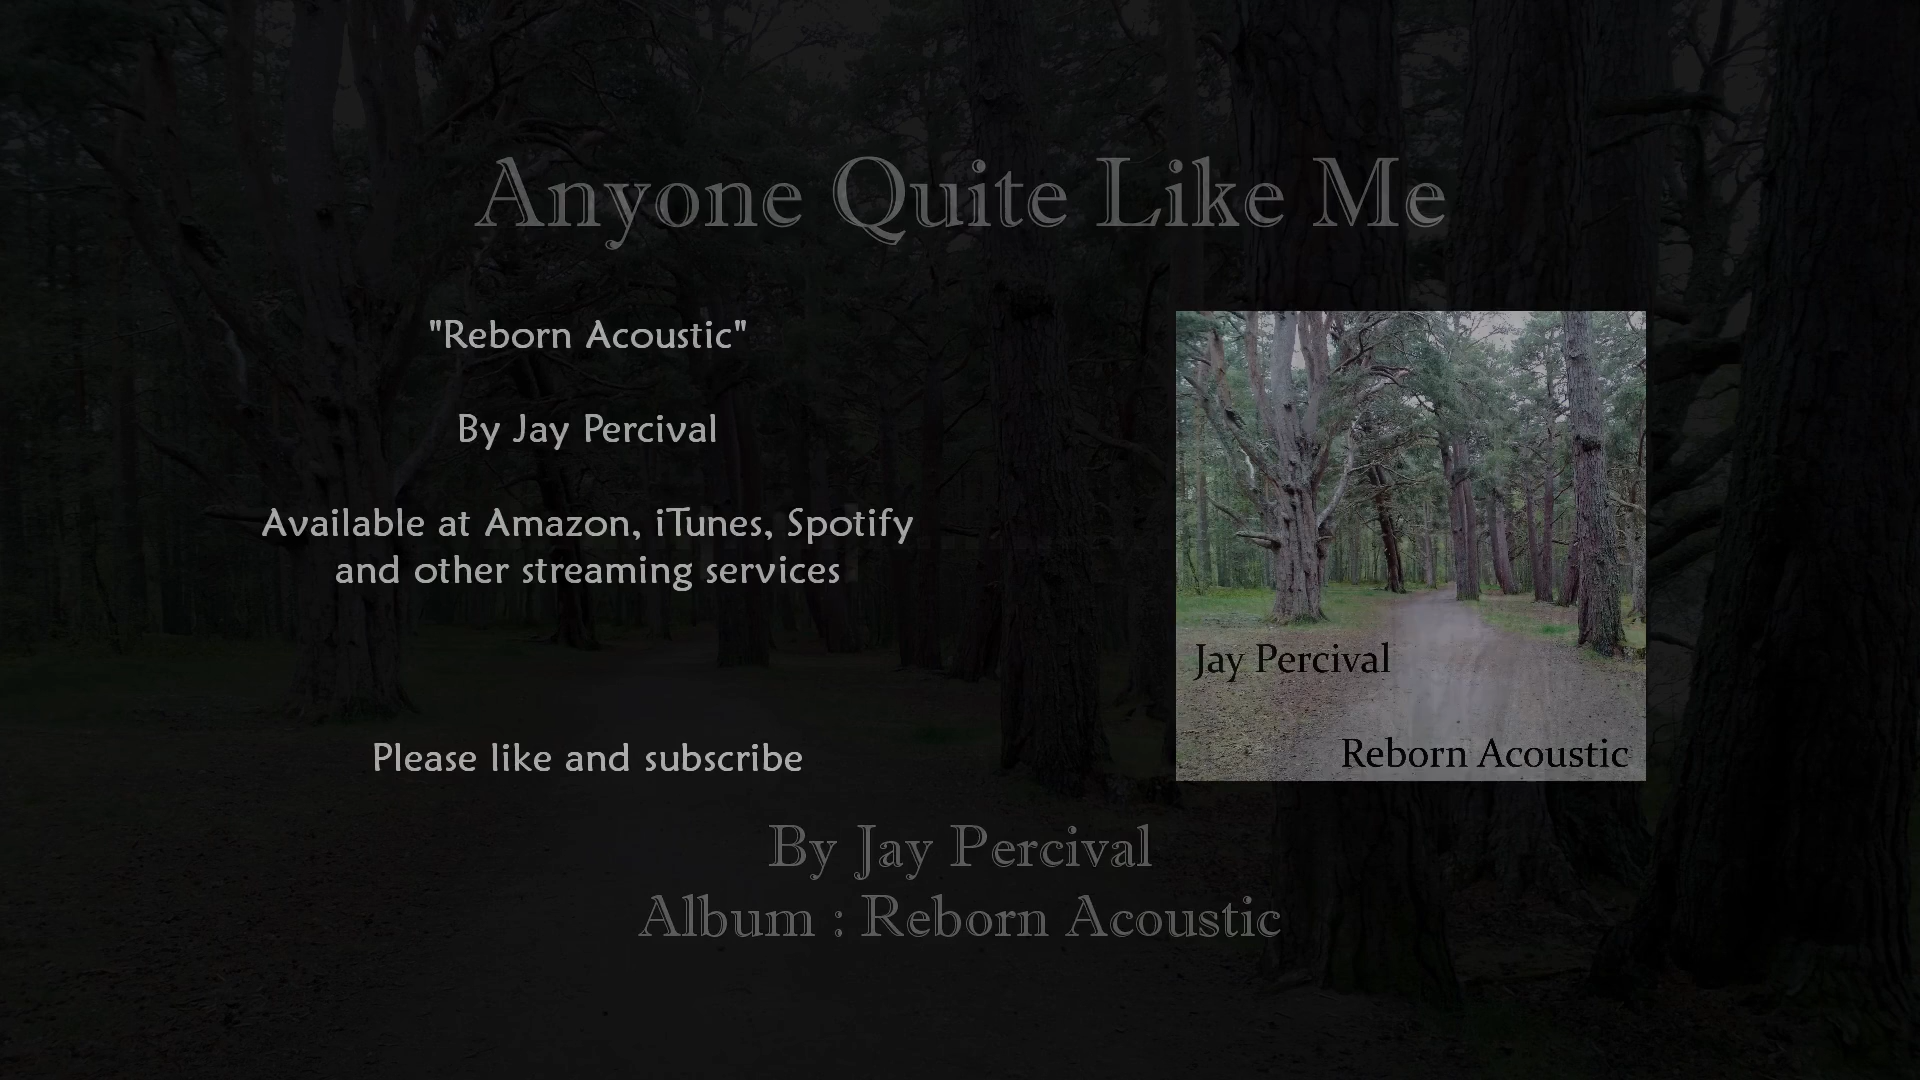 Anyone Quite Like Me
"Reborn Acoustic"
By Jay Percival
Available at Amazon, iTunes, Spotify
and other streaming services
Please like and subscribe
Jay Percival
Reborn Acoustic
By Jay Percival
Album : Reborn Acoustic